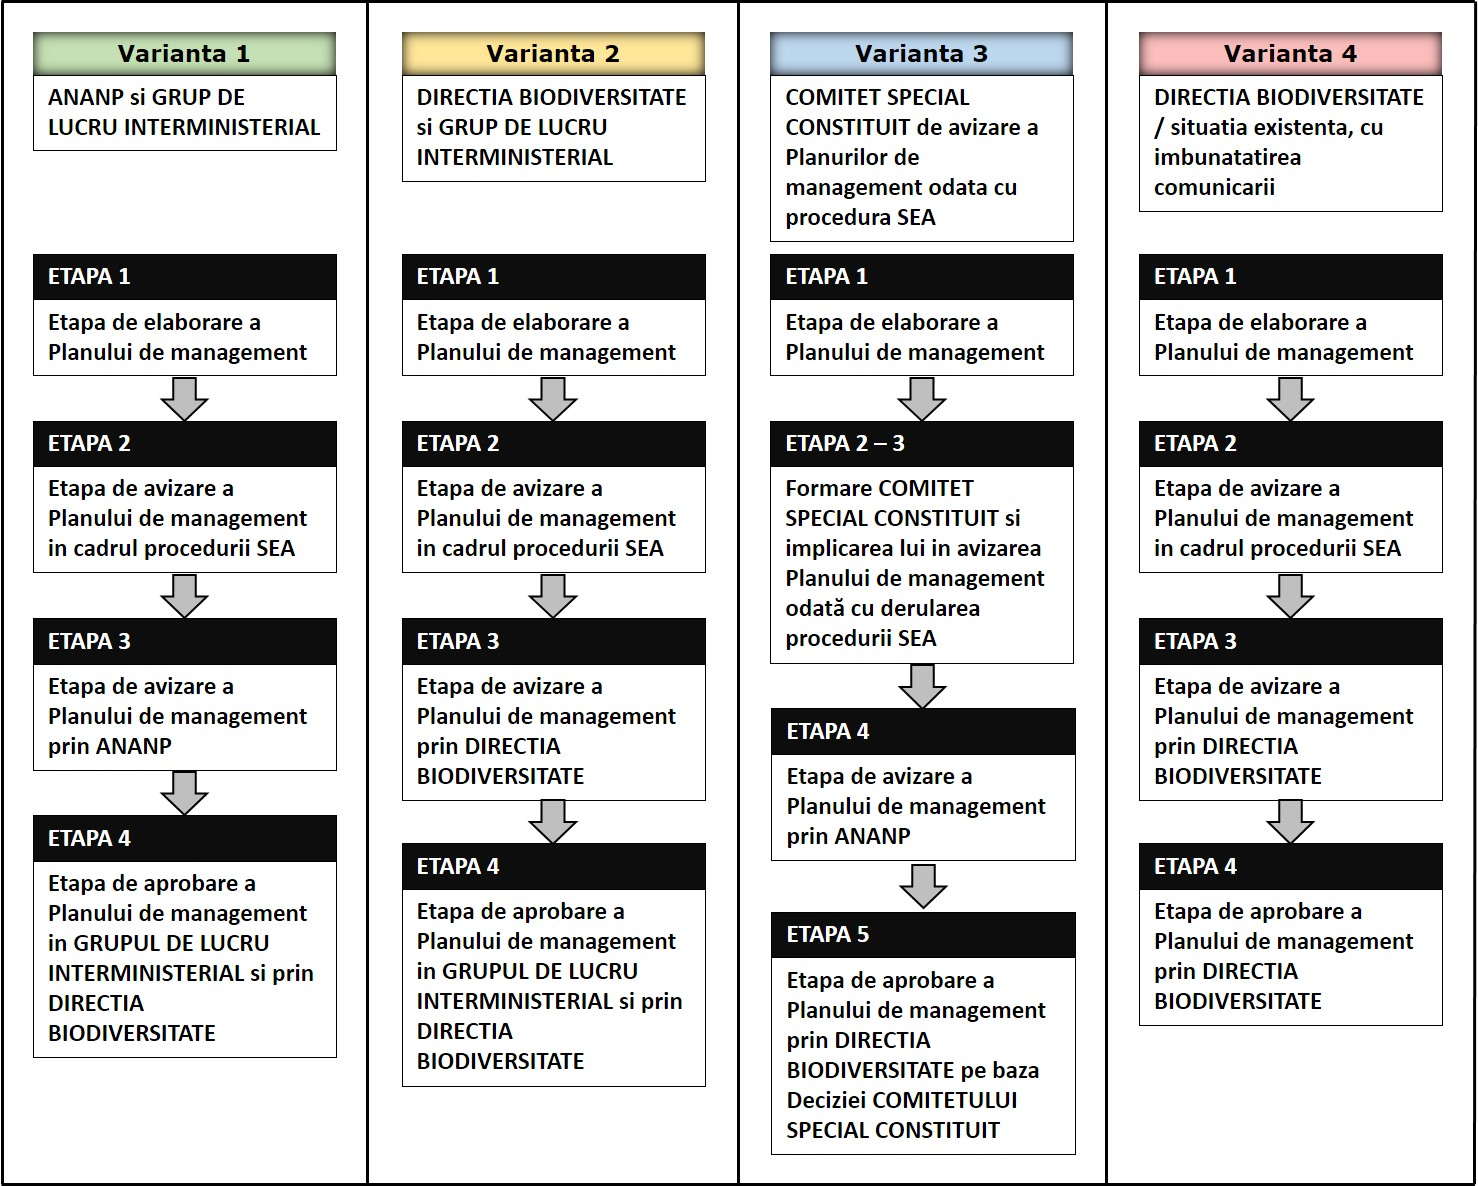 Varianta 1
ANANP si GRUP DE
LUCRU INTERMINISTERIAL
ETAPA 1
Etapa de elaborare a
Planului de management
ETAPA 2
Etapa de avizare a
Planului de management
in cadrul procedurii SEA
ETAPA 3
Etapa de avizare a
Planului de management
prin ANANP
ETAPA 4
Etapa de aprobare a
Planului de management
in GRUPUL DE LUCRU
INTERMINISTERIAL si prin
DIRECTIA
BIODIVERSITATE
Varianta 2
DIRECTIA BIODIVERSITATE
si GRUP DE LUCRU
INTERMINISTERIAL
ETAPA 1
Etapa de elaborare a
Planului de management
ETAPA 2
Etapa de avizare a
Planului de management
in cadrul procedurii SEA
ETAPA 3
Etapa de avizare a
Planului de management
prin DIRECTIA
BIODIVERSITATE
ETAPA 4
Etapa de aprobare a
Planului de management
in GRUPUL DE LUCRU
INTERMINISTERIAL si prin
DIRECTIA
BIODIVERSITATE
Varianta 3
COMITET SPECIAL
CONSTITUIT de avizare a
Planurilor de
management odata cu
procedura SEA
ETAPA 1
Etapa de elaborare a
Planului de management
ETAPA 2 – 3
Formare COMITET
SPECIAL CONSTITUIT si
implicarea lui in avizarea
Planului de management
odată cu derularea
procedurii SEA
ETAPA 4
Etapa de avizare a
Planului de management
prin ANANP
ETAPA 5
Etapa de aprobare a
Planului de management
prin DIRECTIA
BIODIVERSITATE pe baza
Deciziei COMITETULUI
SPECIAL CONSTITUIT
Varianta 4
DIRECTIA BIODIVERSITATE
/ situatia existenta, cu
imbunatatirea
comunicarii
ETAPA 1
Etapa de elaborare a
Planului de management
ETAPA 2
Etapa de avizare a
Planului de management
in cadrul procedurii SEA
ETAPA 3
Etapa de avizare a
Planului de management
prin DIRECTIA
BIODIVERSITATE
ETAPA 4
Etapa de aprobare a
Planului de management
prin DIRECTIA
BIODIVERSITATE